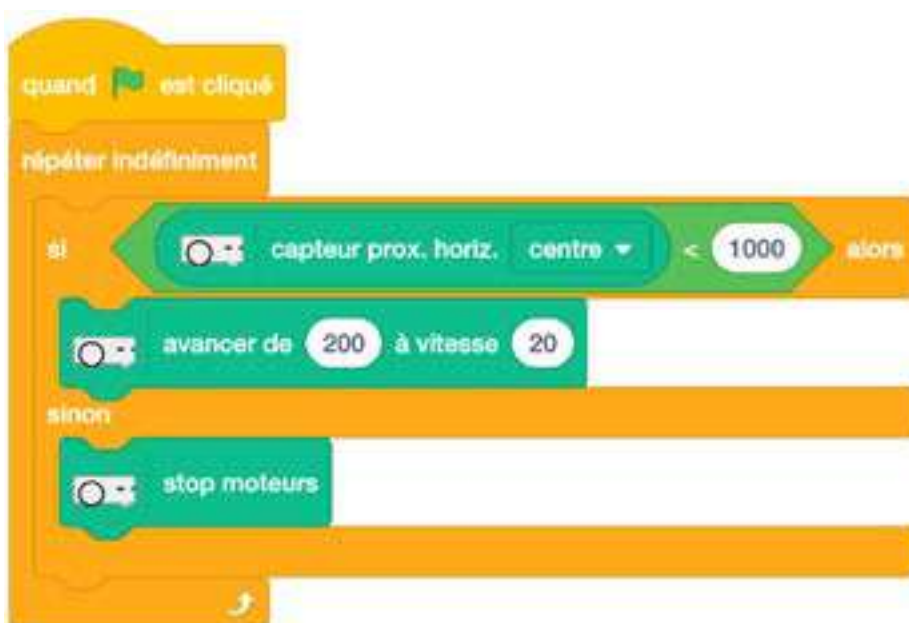 quand est cliqué
répéter indéfiniment
si capteur prox. horiz. centre < 1000 alors
avancer de 200 à vitesse 20
sinon
stop moteurs